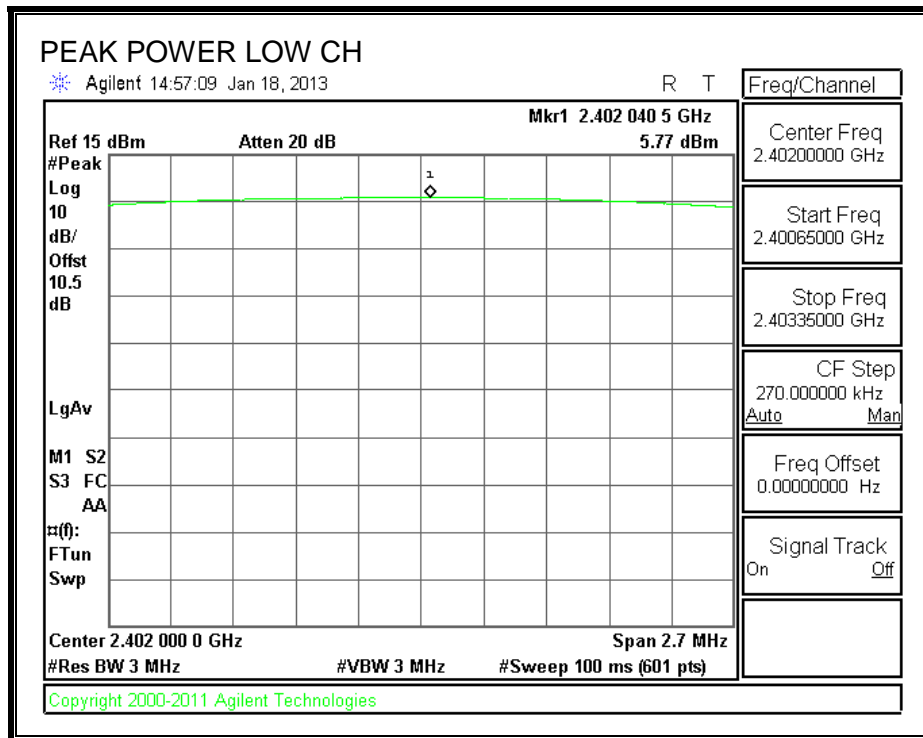 PEAK POWER LOW CH
Agilent 14:57:09 Jan 18, 2013
R T
Mkr1 2.402 040 5 GHz
Ref 15 dBm Atten 20 dB 5.77 dBm
#Peak
Log
10
dB/
Offst
10.5
dB
LgAv
M1 S2
S3 FC
AA
¤(f):
FTun
Swp
1
Center 2.402 000 0 GHz Span 2.7 MHz
#Res BW 3 MHz #VBW 3 MHz #Sweep 100 ms (601 pts)
Copyright 2000-2011 Agilent Technologies
Freq/Channel
Center Freq
2.40200000 GHz
Start Freq
2.40065000 GHz
Stop Freq
2.40335000 GHz
CF Step
270.000000 kHz
Auto Man
Freq Offset
0.00000000 Hz
Signal Track
On Off